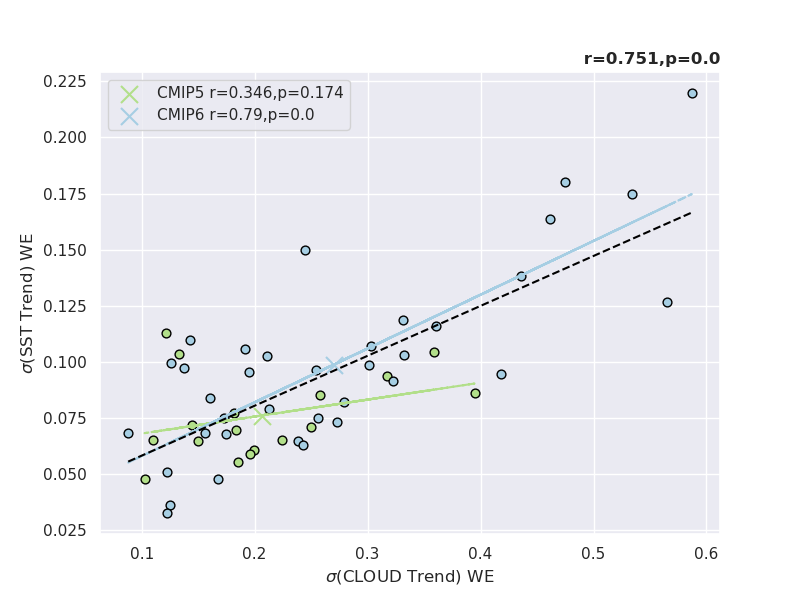 r=0.751,p=0.0
CMIP5 r=0.346,p=0.174
CMIP6 r=0.79,p=0.0
0.225
0.200
0.175
0.150
0.125
0.100
0.075
0.050
0.025
σ(SST Trend) WE
0.1 0.2 0.3 0.4 0.5 0.6
σ(CLOUD Trend) WE